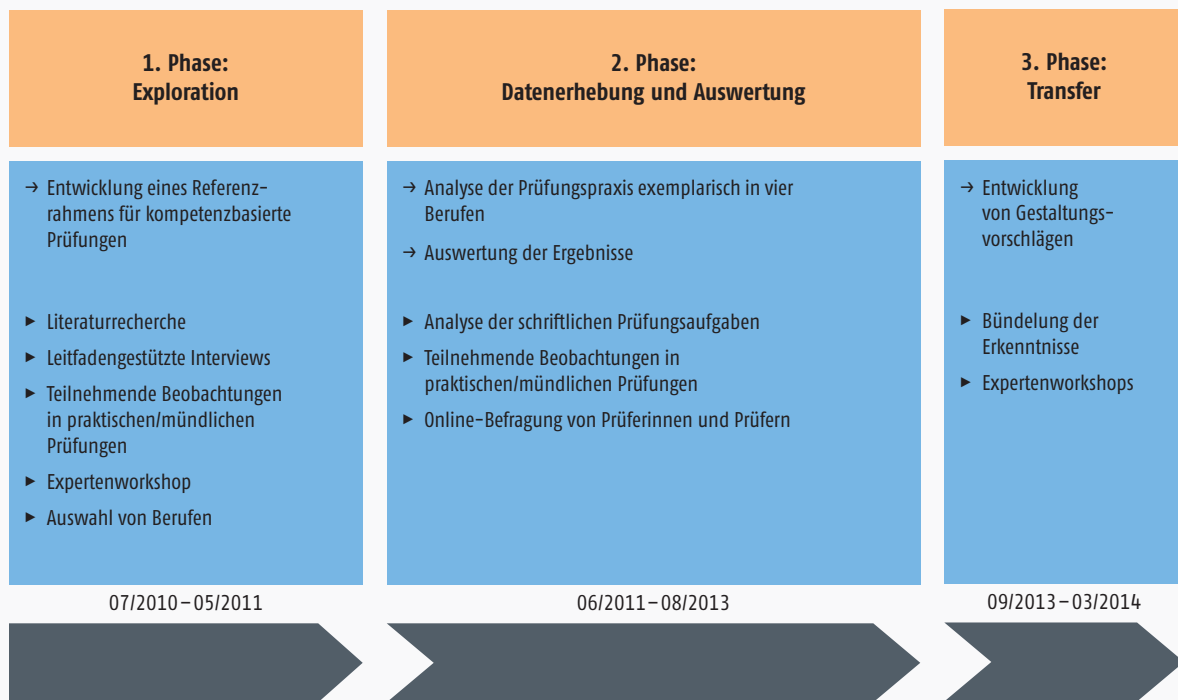 1. Phase:
Exploration
→ Entwicklung eines Referenz-
rahmens für kompetenzbasierte
Prüfungen
► Literaturrecherche
► Leitfadengestützte Interviews
► Teilnehmende Beobachtungen
in praktischen/mündlichen
Prüfungen
► Expertenworkshop
► Auswahl von Berufen
07/2010–05/2011
2. Phase:
Datenerhebung und Auswertung
→ Analyse der Prüfungspraxis exemplarisch in vier
Berufen
→ Auswertung der Ergebnisse
► Analyse der schriftlichen Prüfungsaufgaben
► Teilnehmende Beobachtungen in
praktischen/mündlichen Prüfungen
► Online-Befragung von Prüferinnen und Prüfern
06/2011–08/2013
3. Phase:
Transfer
→ Entwicklung
von Gestaltungs-
vorschlägen
► Bündelung der
Erkenntnisse
► Expertenworkshops
09/2013–03/2014